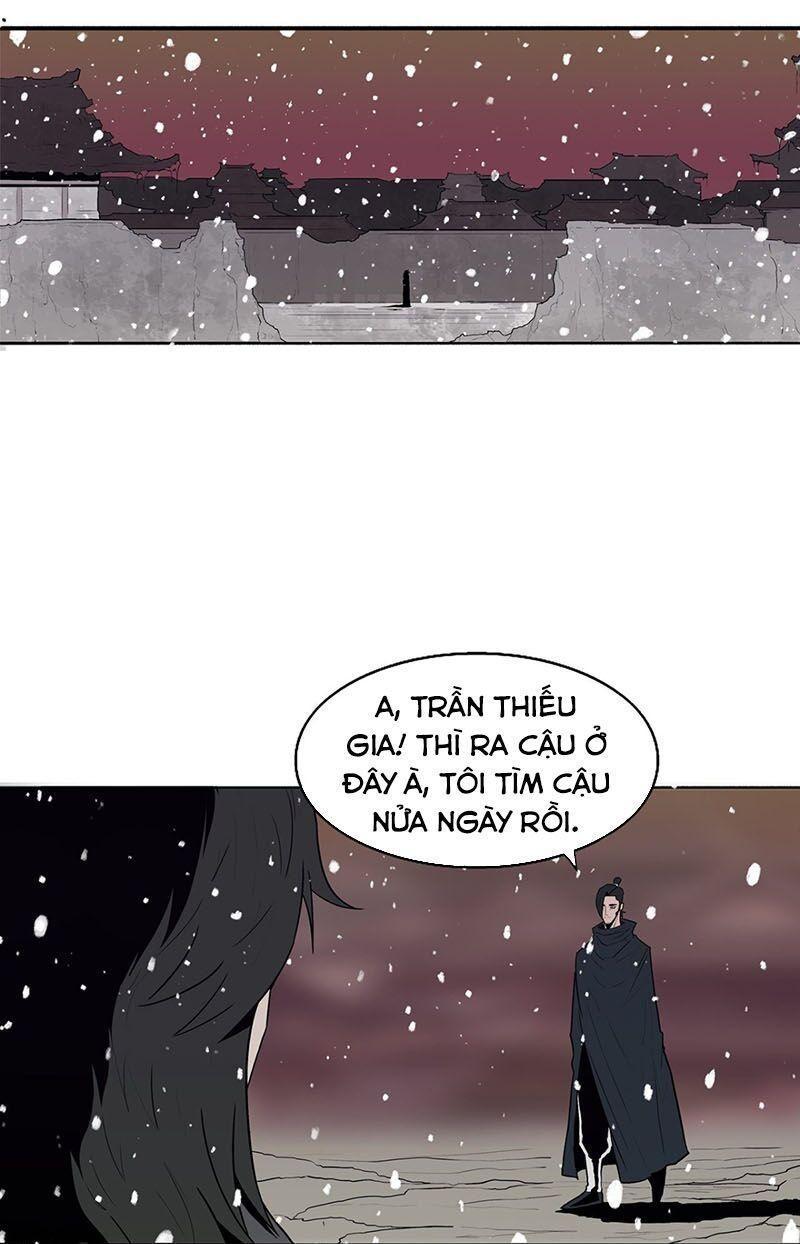 A, TRẦN THIẾU
GIA! THÌ RA CẬU Ở
ĐÂY À, TÔI TÌM CẬU
NỬA NGÀY RỒI.